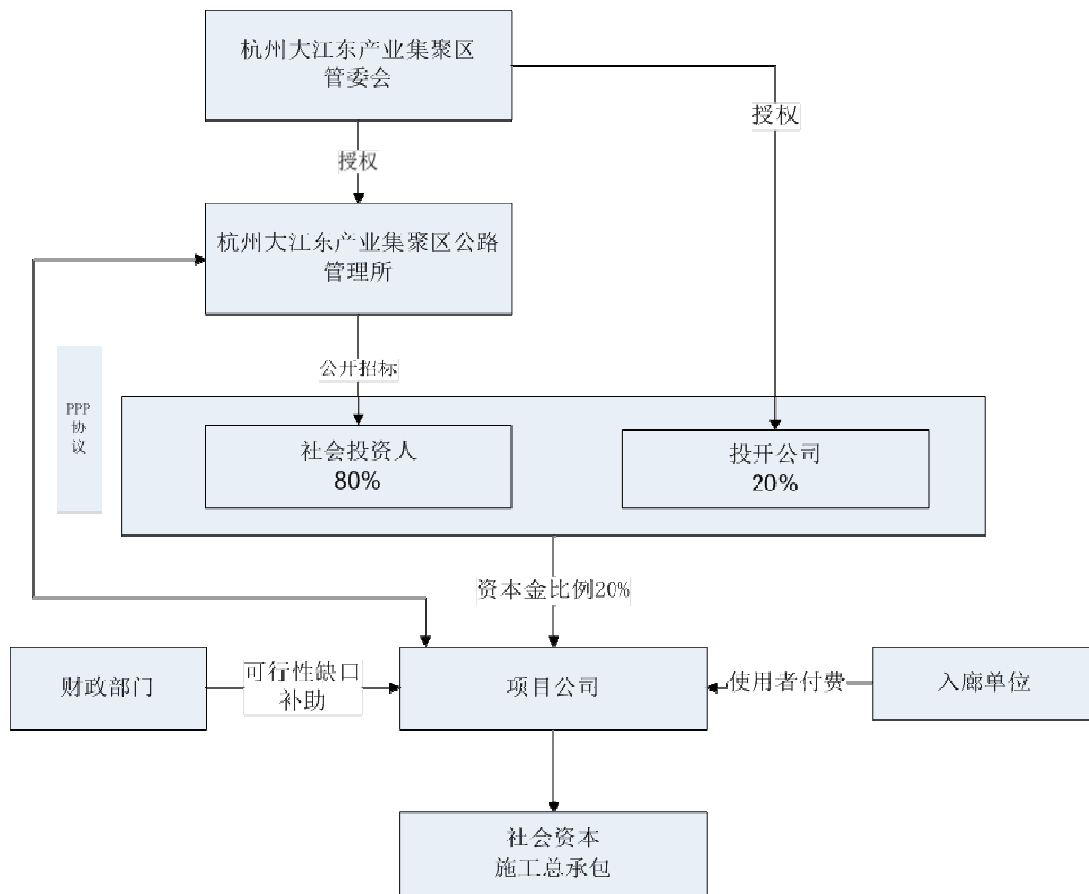 杭州大江东产业集聚区
管委会
授权
授权
杭州大江东产业集聚区公路
管理所
公开招标
PPP
协
议
社会投资人
80%
投开公司
20%
资本金比例20%
财政部门
可行性缺口
补助
项目公司
使用者付费
入廊单位
社会资本
施工总承包